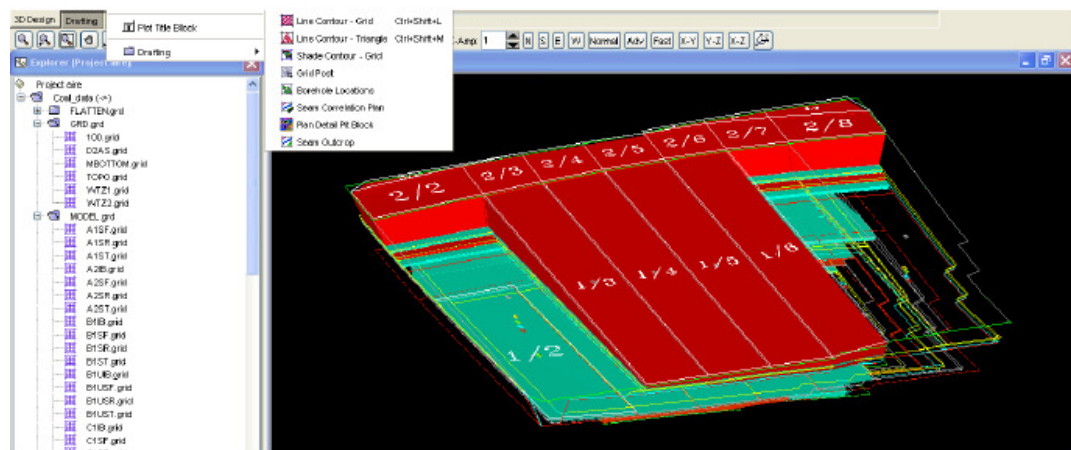 3D Design Drafting
Plot Title Block
Drafting
Line Contour - Grid Ctrl+Shift+L
Line Contour - Triangle Ctrl+Shift+M
Shade Contour - Grid
Grid Post
Borehole Locations
Seam Correlation Plan
Plan Detail Pit Block
Seam Outcrop
Amp: 1 N S E W Normal Adv Fast X-Y Y-Z X-Z
Explorer (Project aire)
Project aire
Coal_data (->)
FLATTEN.grd
GRD.grd
100.grid
D2AS.grid
MBOTTOM.grid
TOPO.grid
WTZ1.grid
WTZ2.grid
MODEL.grd
A1SF.grid
A1SR.grid
A1ST.grid
A2IB.grid
A2SF.grid
A2SR.grid
A2ST.grid
B1IB.grid
B1SF.grid
B1SR.grid
B1ST.grid
B1UIB.grid
B1USF.grid
B1USR.grid
B1UST.grid
C1IB.grid
C1SF.grid
2/2 2/3 2/4 2/5 2/6 2/7 2/8
1/3 1/4 1/5 1/6
1/2